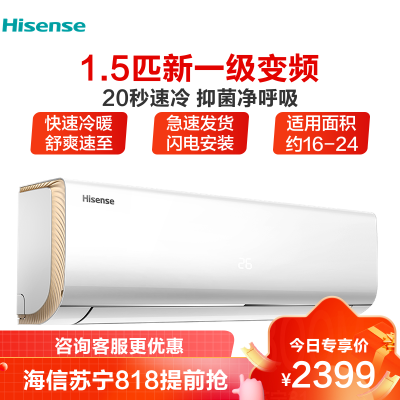 Hisense
1.5匹新一级变频
20秒速冷 抑菌净呼吸
快速冷暖
舒爽速至
急速发货
闪电安装
适用面积
约16-24
Hisense
26
咨询客服更优惠
海信苏宁818提前抢
今日专享价
¥2399